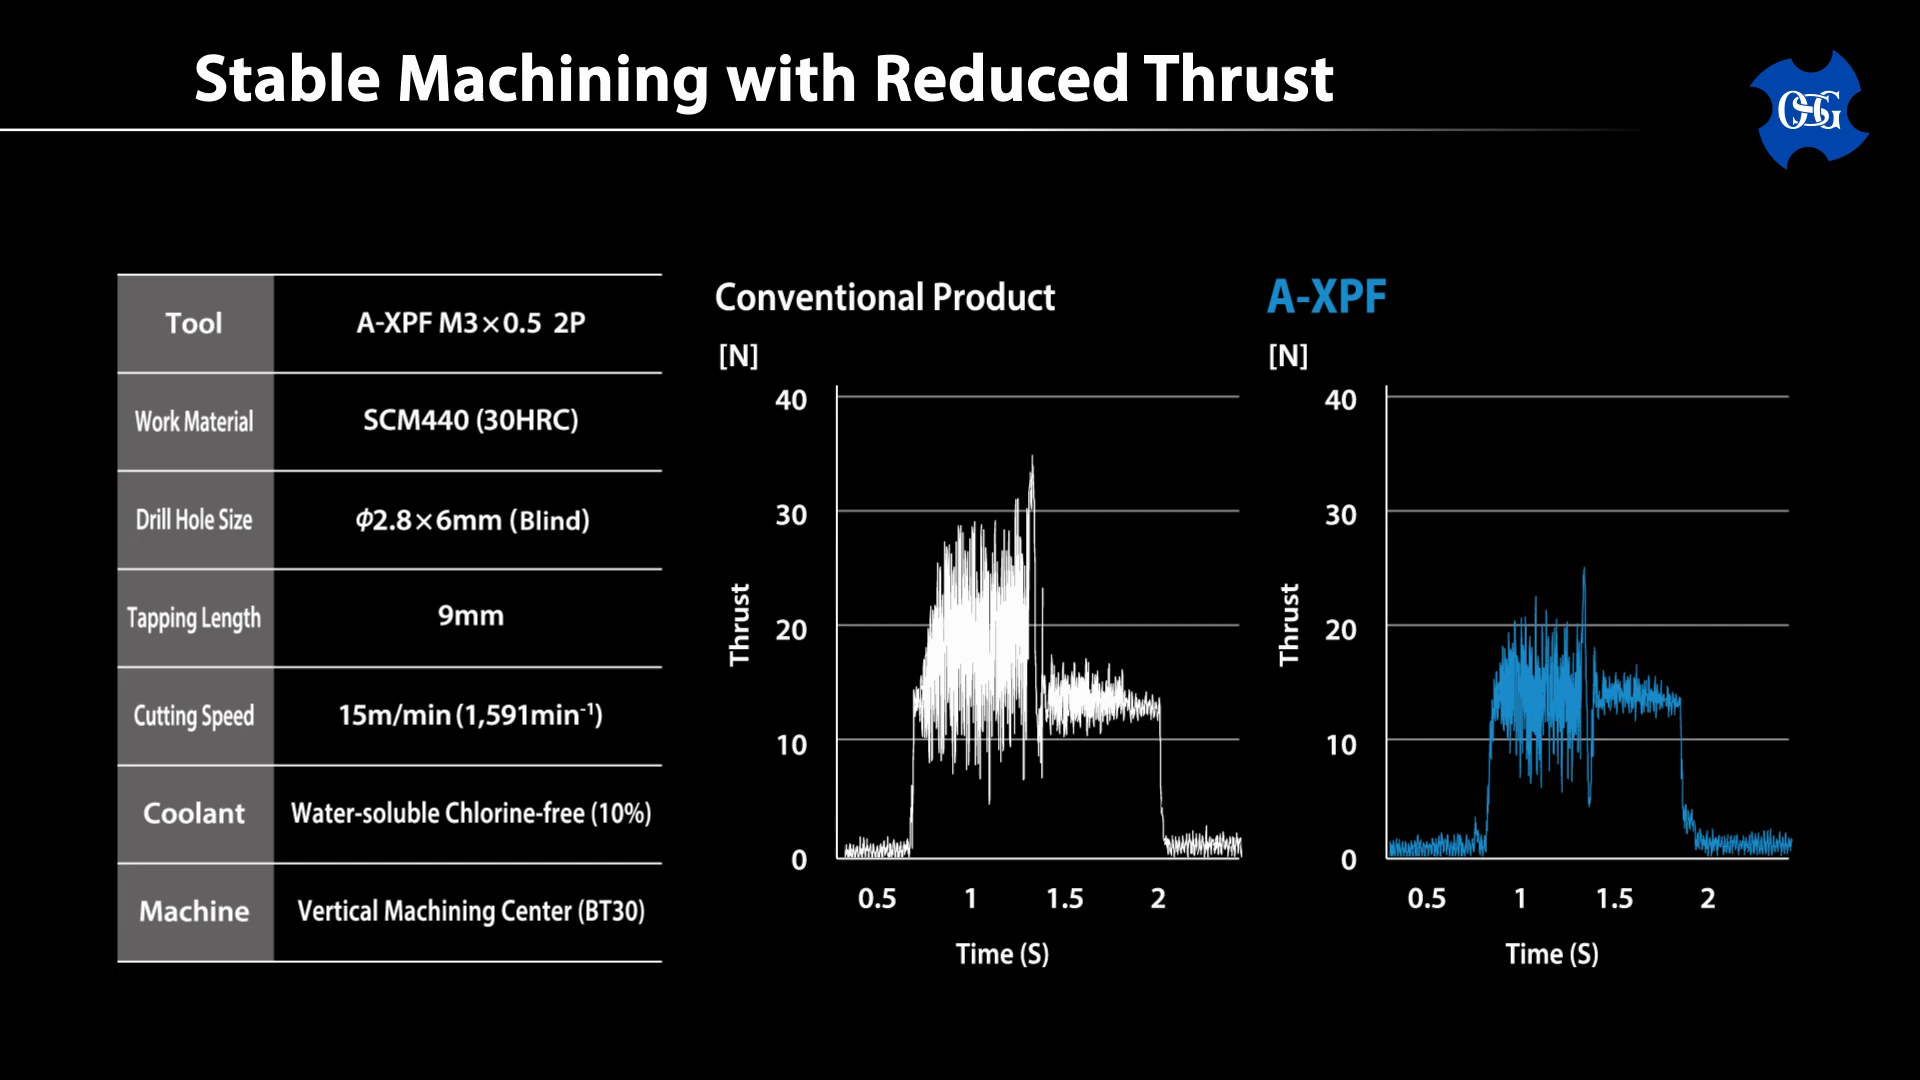 Stable Machining with Reduced Thrust
OSG
Tool A-XPF M3×0.5 2P
Work Material SCM440 (30HRC)
Drill Hole Size ϕ2.8×6mm (Blind)
Tapping Length 9mm
Cutting Speed 15m/min (1,591min⁻¹)
Coolant Water-soluble Chlorine-free (10%)
Machine Vertical Machining Center (BT30)
Conventional Product
[N]
40
30
20
10
0
Thrust
0.5 1 1.5 2
Time (S)
A-XPF
[N]
40
30
20
10
0
Thrust
0.5 1 1.5 2
Time (S)